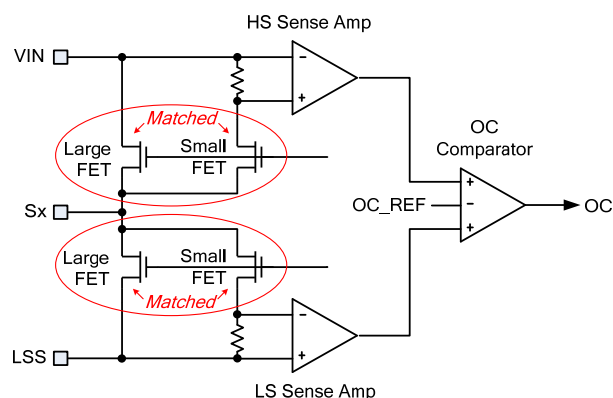 HS Sense Amp
VIN
−
+
Matched
Large
FET
Small
FET
OC
Comparator
+
Sx
OC_REF
−
OC
+
Large
FET
Small
FET
Matched
−
+
LSS
LS Sense Amp